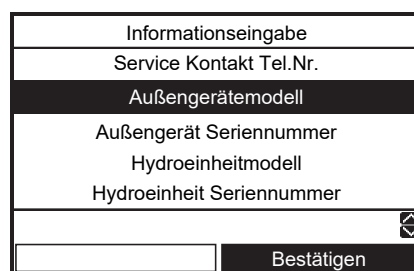 Informationseingabe
Service Kontakt Tel.Nr.
Außengerätemodell
Außengerät Seriennummer
Hydroeinheitmodell
Hydroeinheit Seriennummer
Bestätigen